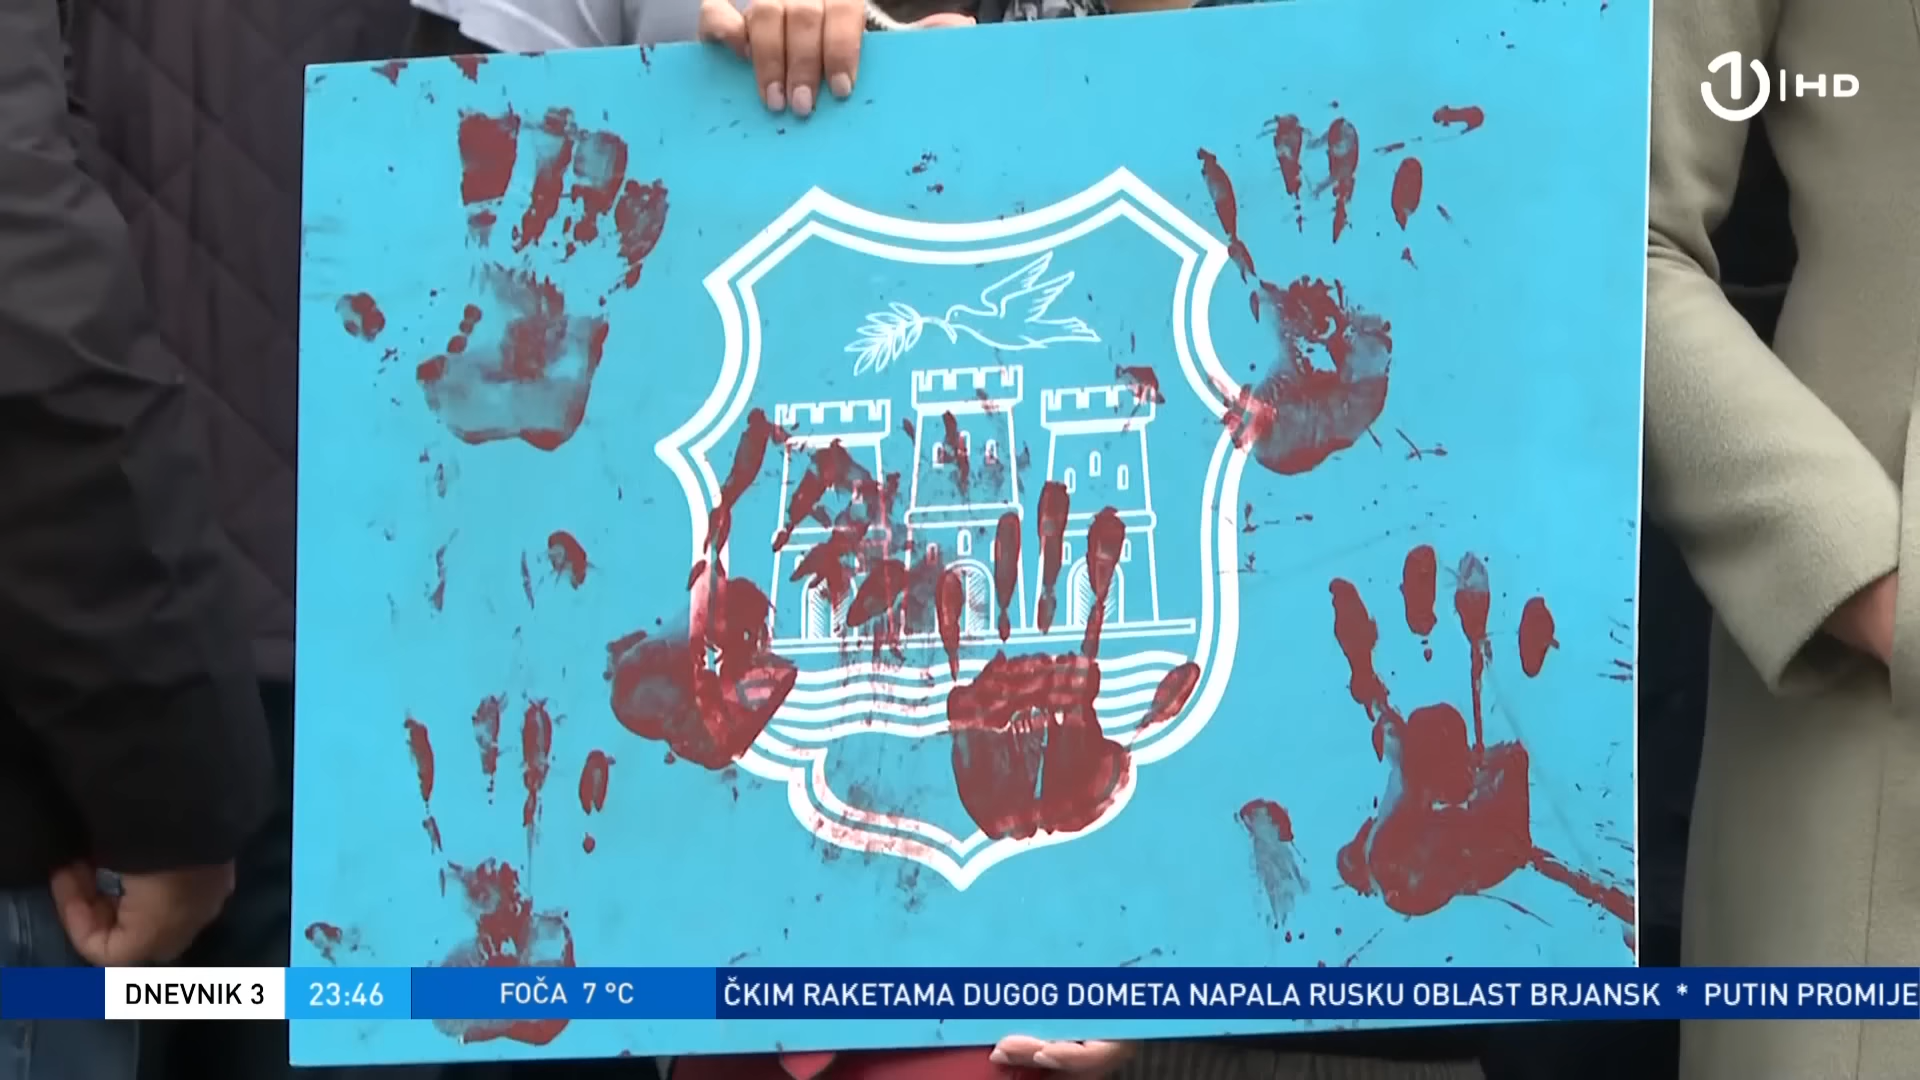 1 HD
DNEVNIK 3 23:46 FOČA 7 °C ČKIM RAKETAMA DUGOG DOMETA NAPALA RUSKU OBLAST BRJANSK * PUTIN PROMIJE